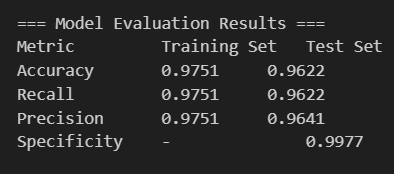 === Model Evaluation Results ===
Metric Training Set Test Set
Accuracy 0.9751 0.9622
Recall 0.9751 0.9622
Precision 0.9751 0.9641
Specificity - 0.9977